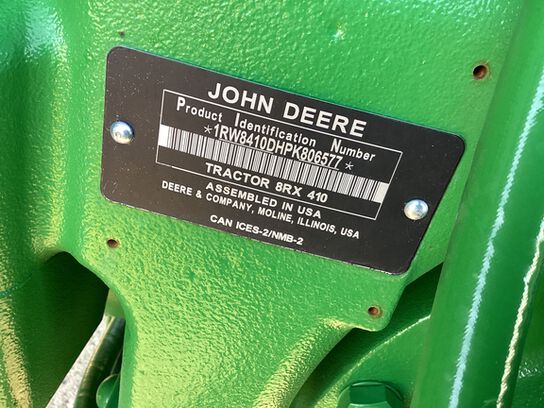 JOHN DEERE
Product Identification Number
*1RW8410DHPK806577*
TRACTOR 8RX 410
ASSEMBLED IN USA
DEERE & COMPANY, MOLINE, ILLINOIS, USA
CAN ICES-2/NMB-2